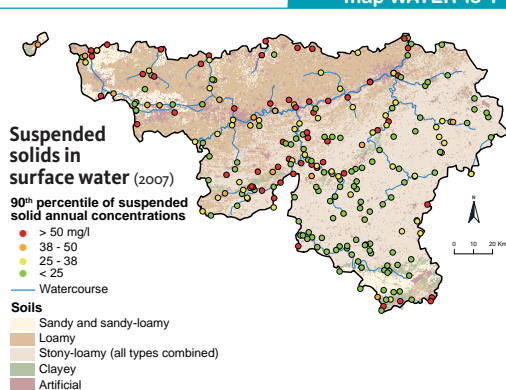 map WATER 13-1
Suspended
solids in
surface water (2007)
90th percentile of suspended
solid annual concentrations
> 50 mg/l
38 - 50
25 - 38
< 25
Watercourse
Soils
Sandy and sandy-loamy
Loamy
Stony-loamy (all types combined)
Clayey
Artificial
N
0 10 20 Km